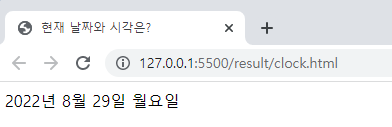 현재 날짜와 시각은?
127.0.0.1:5500/result/clock.html
2022년 8월 29일 월요일